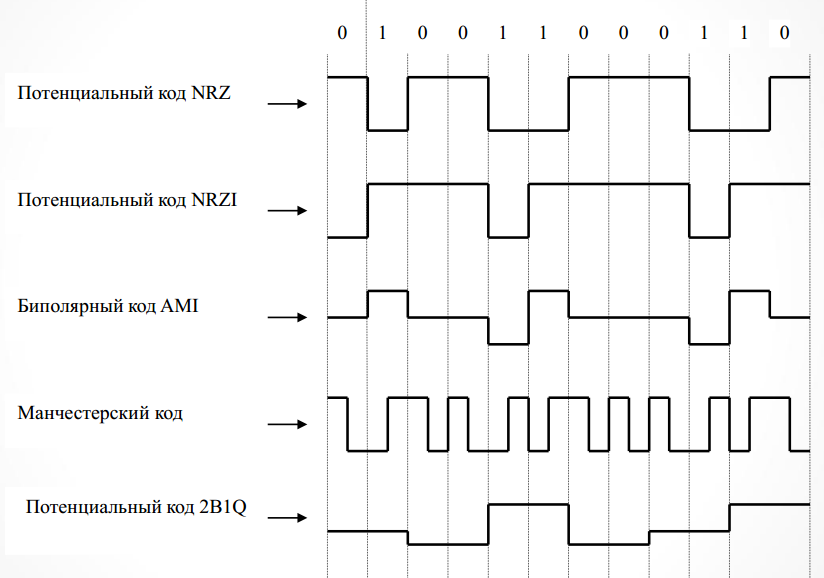 0 1 0 0 1 1 0 0 0 1 1 0
Потенциальный код NRZ
Потенциальный код NRZI
Биполярный код AMI
Манчестерский код
Потенциальный код 2B1Q